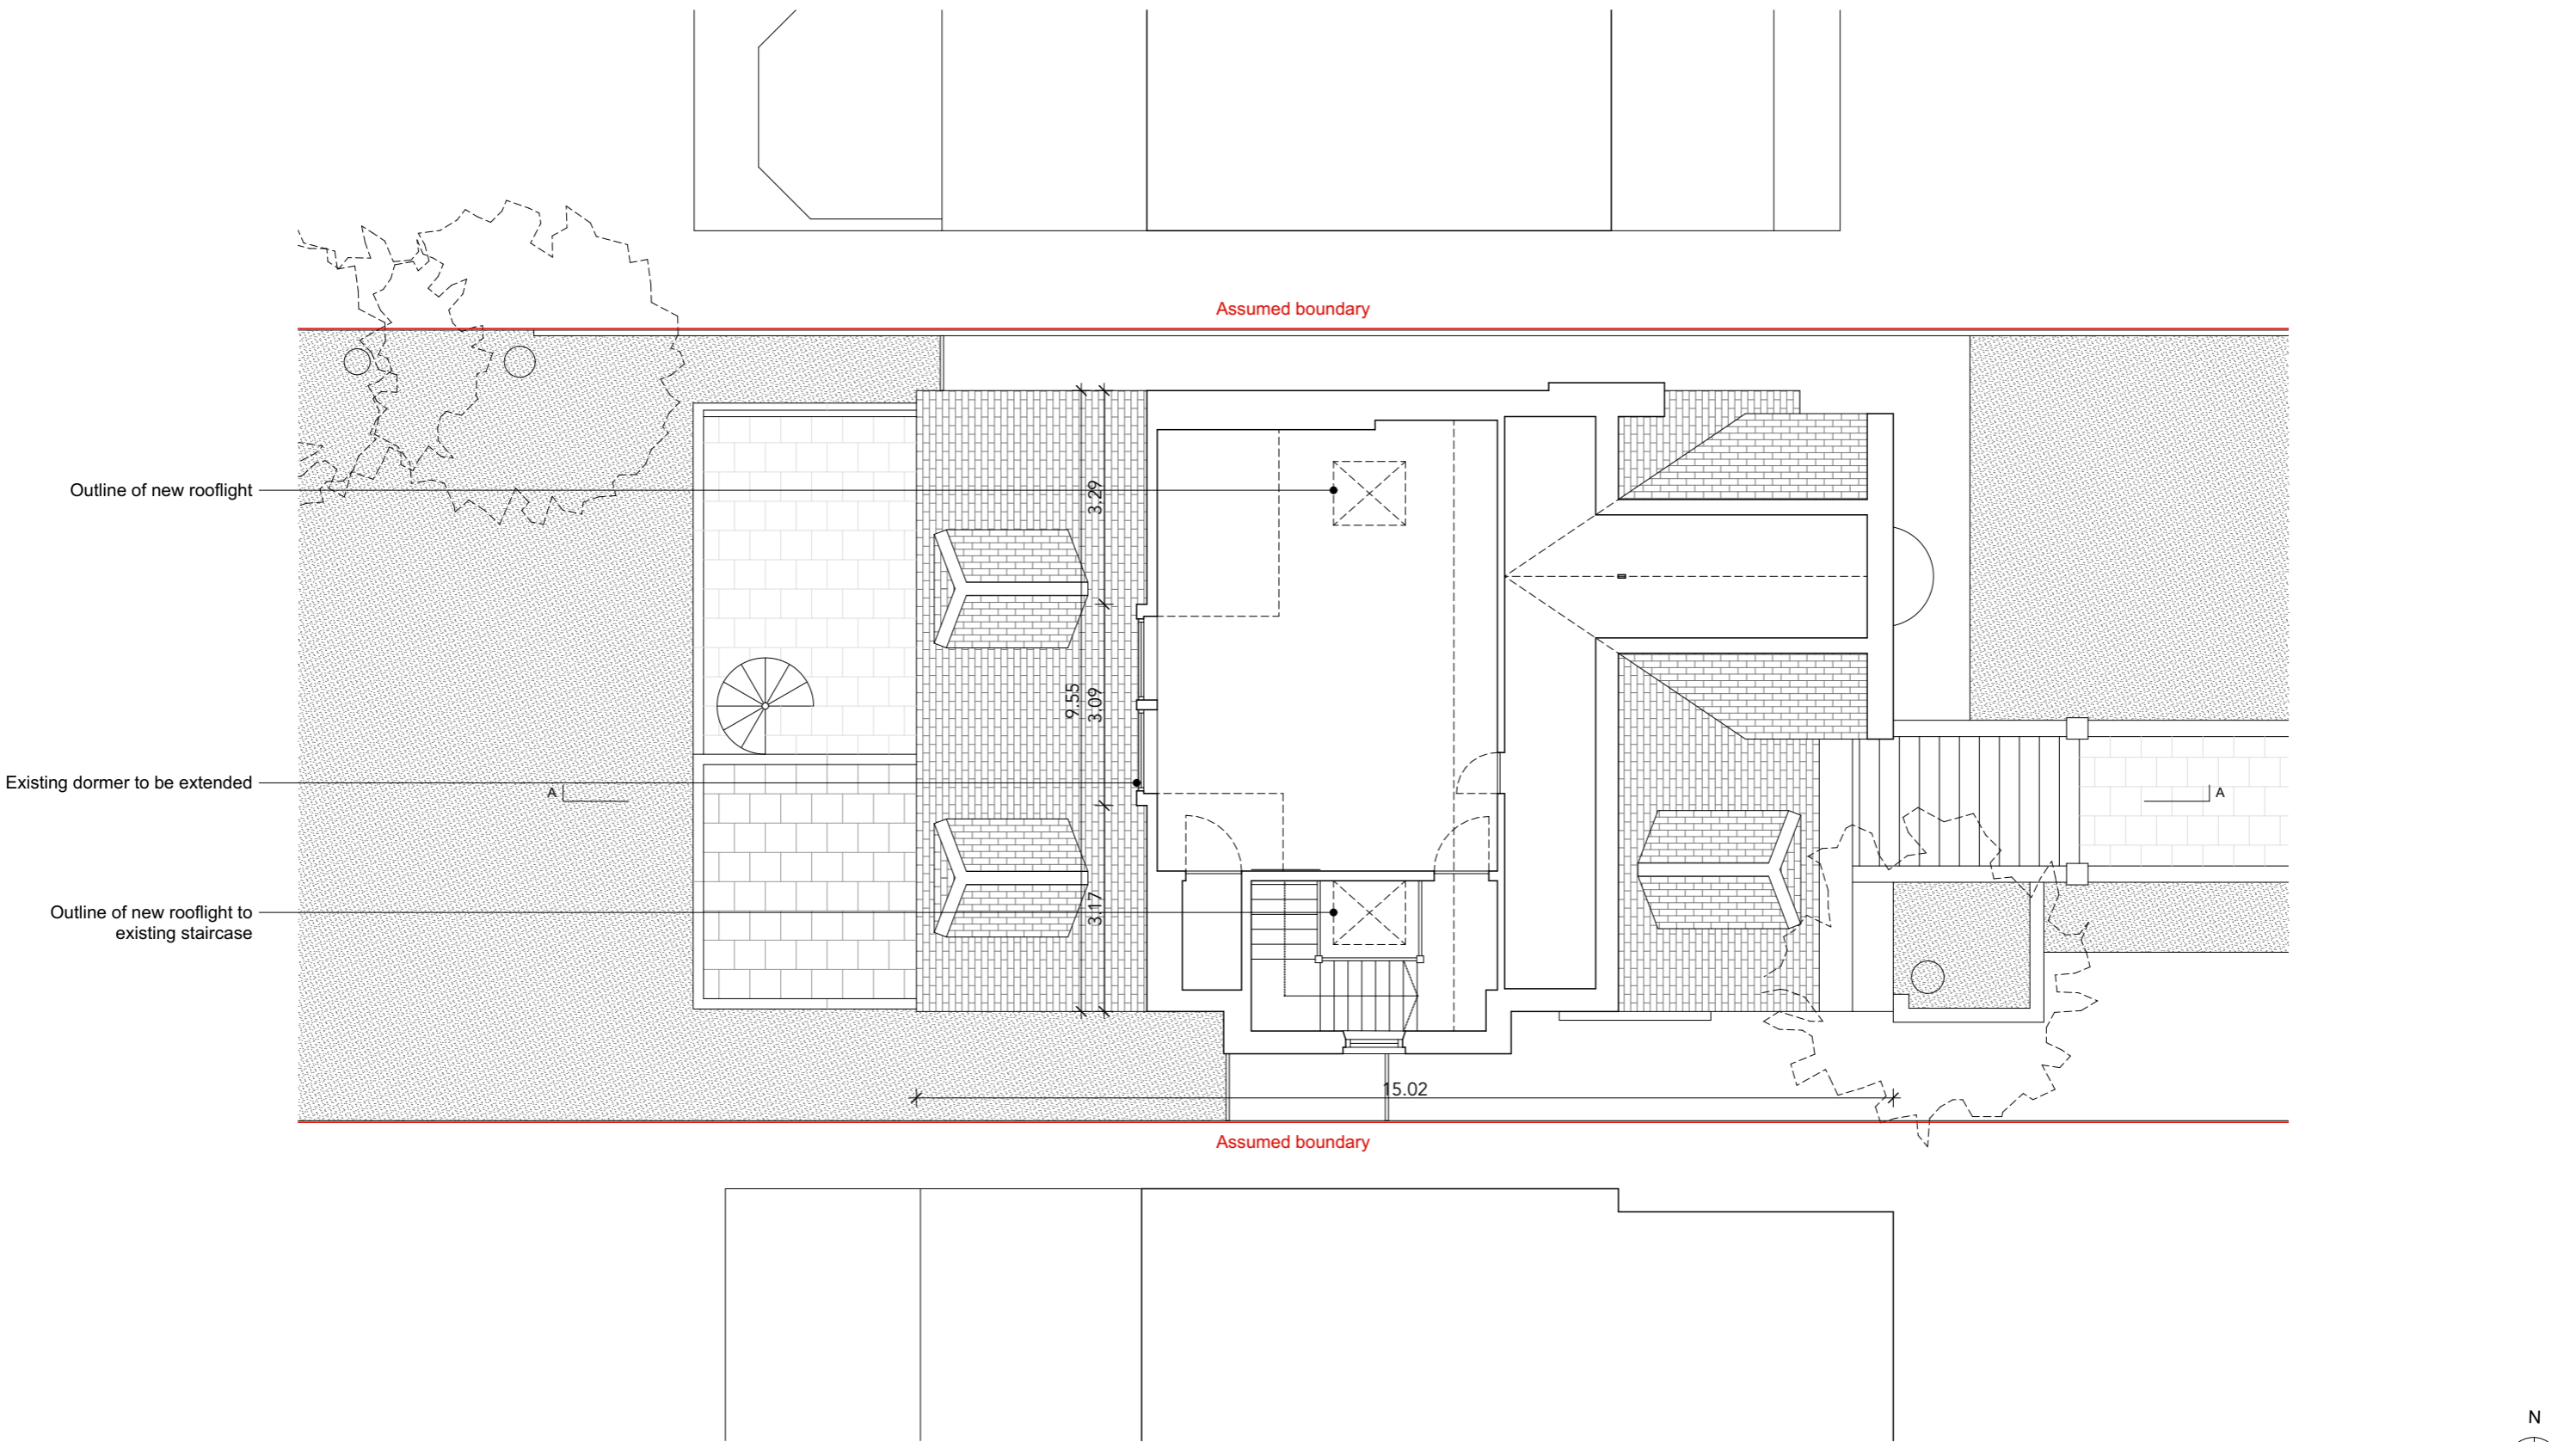 Assumed boundary
Outline of new rooflight
3.29
9.55
3.09
Existing dormer to be extended
A
A
Outline of new rooflight to
existing staircase
3.17
15.02
Assumed boundary
N